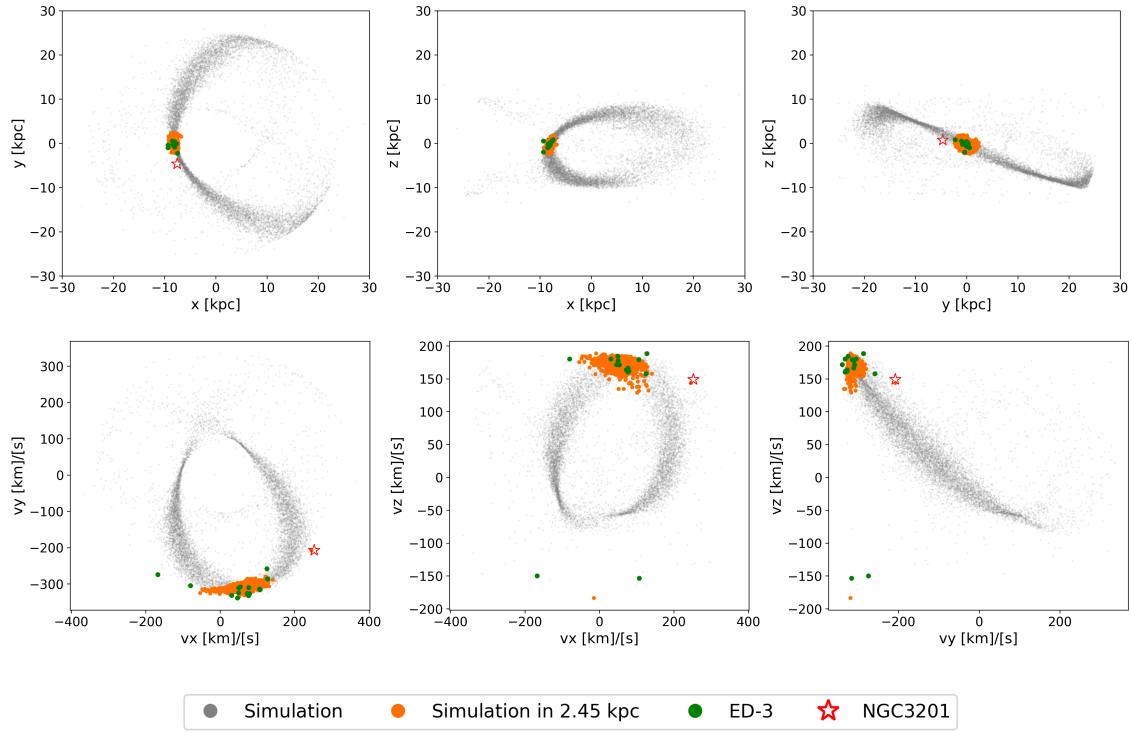 30
20
10
0
−10
−20
−30
y [kpc]
−30 −20 −10 0 10 20 30
x [kpc]
30
20
10
0
−10
−20
−30
z [kpc]
−30 −20 −10 0 10 20 30
x [kpc]
30
20
10
0
−10
−20
−30
z [kpc]
−30 −20 −10 0 10 20 30
y [kpc]
300
200
100
0
−100
−200
−300
vy [km]/[s]
−400 −200 0 200 400
vx [km]/[s]
200
150
100
50
0
−50
−100
−150
−200
vz [km]/[s]
−400 −200 0 200 400
vx [km]/[s]
200
150
100
50
0
−50
−100
−150
−200
vz [km]/[s]
−200 0 200
vy [km]/[s]
Simulation Simulation in 2.45 kpc ED-3 NGC3201